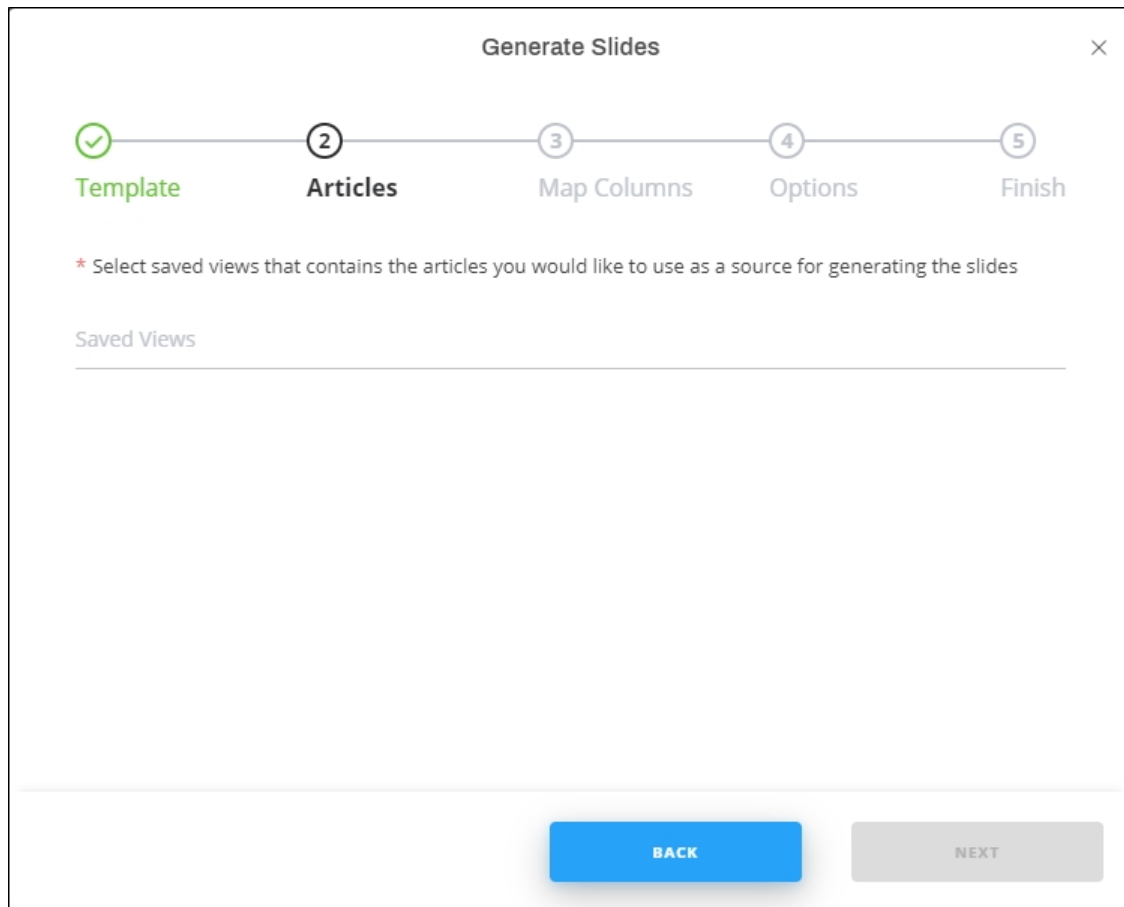 Generate Slides
2 3 4 5
Template Articles Map Columns Options Finish
* Select saved views that contains the articles you would like to use as a source for generating the slides
Saved Views
BACK NEXT